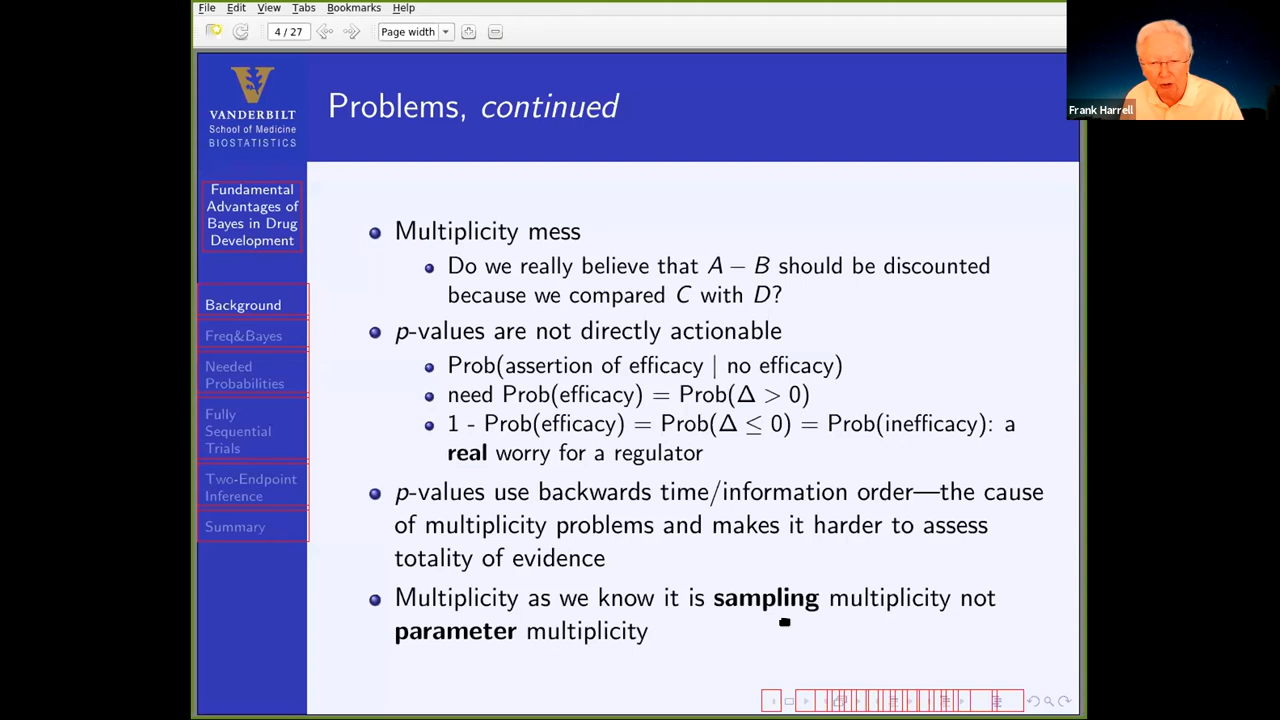 File Edit View Tabs Bookmarks Help
4 / 27 Page width
Frank Harrell
VANDERBILT
School of Medicine
BIOSTATISTICS
Problems, continued
Fundamental
Advantages of
Bayes in Drug
Development
Background
Freq&Bayes
Needed
Probabilities
Fully
Sequential
Trials
Two-Endpoint
Inference
Summary
Multiplicity mess
Do we really believe that A − B should be discounted
because we compared C with D?
p-values are not directly actionable
Prob(assertion of efficacy | no efficacy)
need Prob(efficacy) = Prob(Δ > 0)
1 - Prob(efficacy) = Prob(Δ ≤ 0) = Prob(inefficacy): a
real worry for a regulator
p-values use backwards time/information order—the cause
of multiplicity problems and makes it harder to assess
totality of evidence
Multiplicity as we know it is sampling multiplicity not
parameter multiplicity